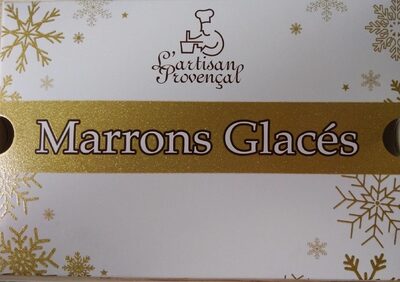 L'artisan
Provençal
Marrons Glacés